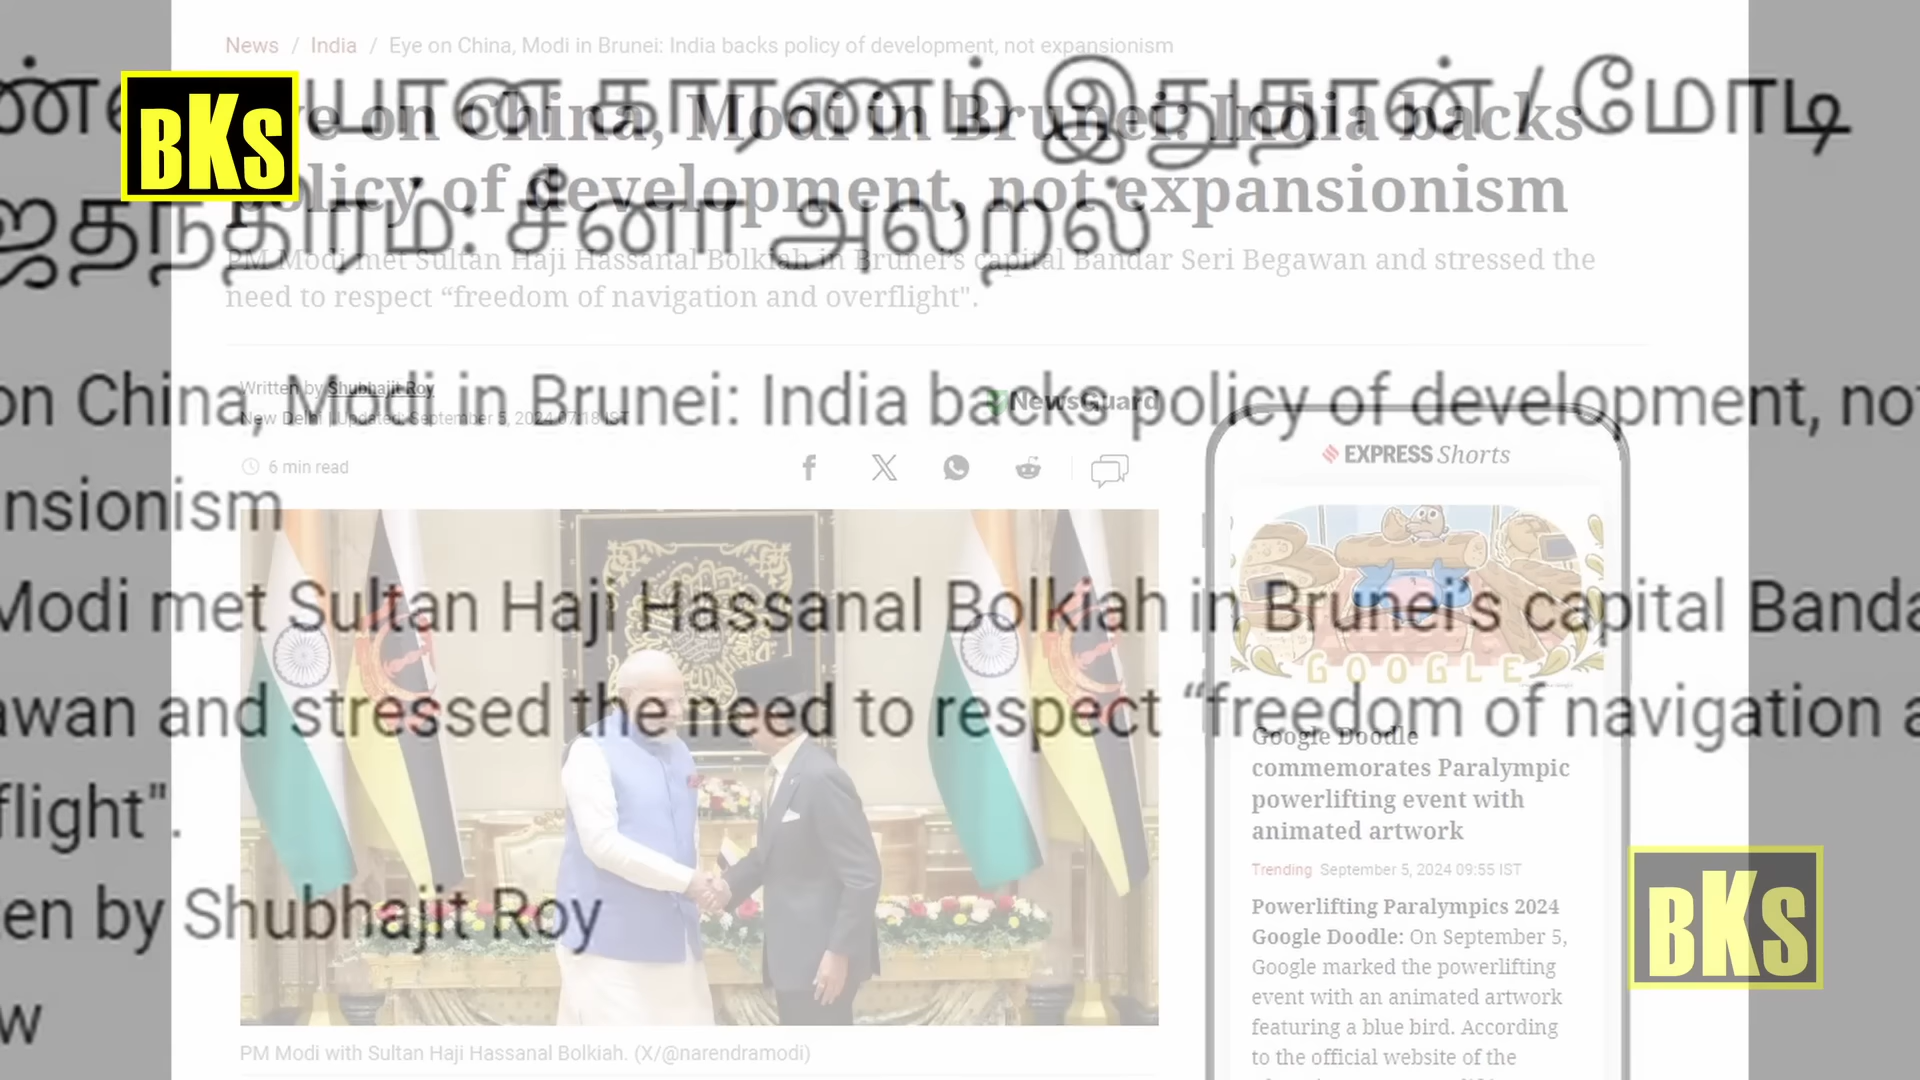 News / India / Eye on China, Modi in Brunei: India backs policy of development, not expansionism
யான காரணம் இதுதான் / மோடி
BKS
on China, Modi in Brunei: India backs
policy of development, not expansionism
சீனா அலறல்
PM Modi met Sultan Haji Hassanal Bolkiah in Brunei's capital Bandar Seri Begawan and stressed the
need to respect “freedom of navigation and overflight".
on China, Modi in Brunei: India backs policy of development,
Written by Shubhajit Roy
New Delhi | Updated: September 5, 2024 07:18 IST
NewsGuard
6 min read
EXPRESS Shorts
Modi met Sultan Haji Hassanal Bolkiah in Brunei's capital
and stressed the need to respect “freedom of navigation
by Shubhajit Roy
PM Modi with Sultan Haji Hassanal Bolkiah. (X/@narendramodi)
GOOGLE
Google Doodle
commemorates Paralympic
powerlifting event with
animated artwork
Trending September 5, 2024 09:55 IST
Powerlifting Paralympics 2024
Google Doodle: On September 5,
Google marked the powerlifting
event with an animated artwork
featuring a blue bird. According
to the official website of the
BKS